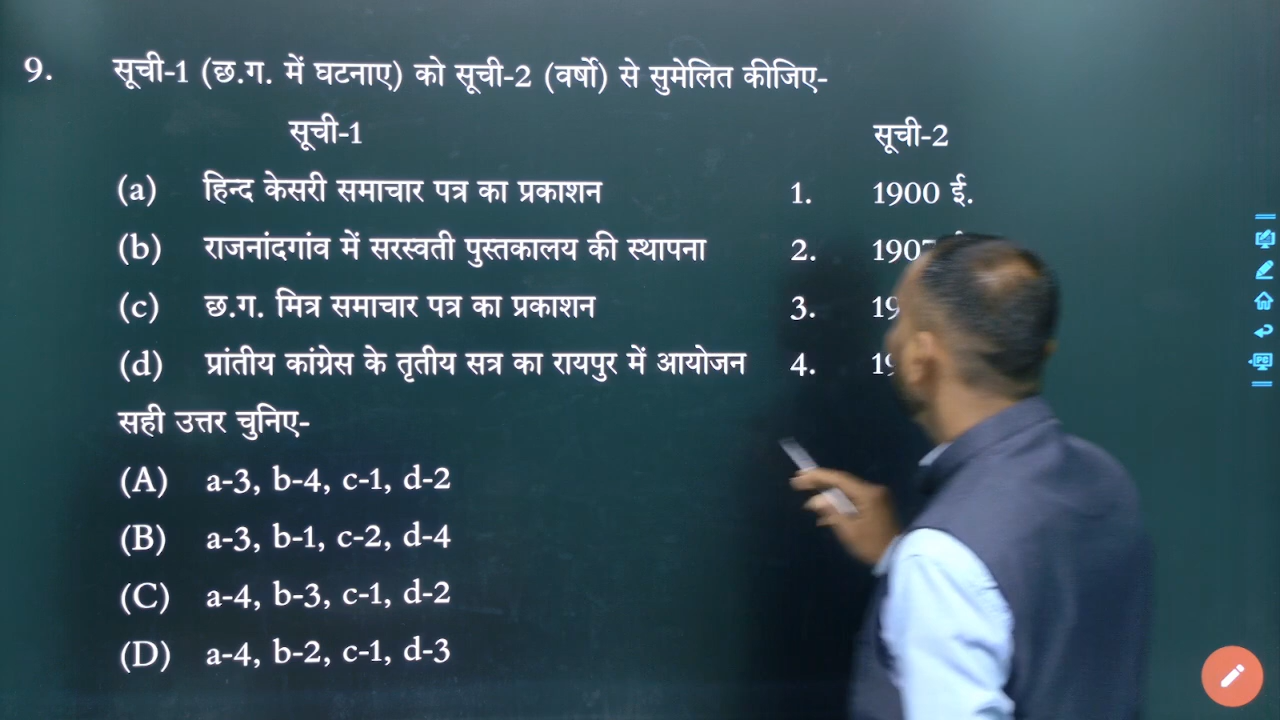 9. सूची-1 (छ.ग. में घटनाए) को सूची-2 (वर्षो) से सुमेलित कीजिए-
सूची-1 सूची-2
(a) हिन्द केसरी समाचार पत्र का प्रकाशन 1. 1900 ई.
(b) राजनांदगांव में सरस्वती पुस्तकालय की स्थापना 2.
(c) छ.ग. मित्र समाचार पत्र का प्रकाशन 3.
(d) प्रांतीय कांग्रेस के तृतीय सत्र का रायपुर में आयोजन 4.
सही उत्तर चुनिए-
(A) a-3, b-4, c-1, d-2
(B) a-3, b-1, c-2, d-4
(C) a-4, b-3, c-1, d-2
(D) a-4, b-2, c-1, d-3